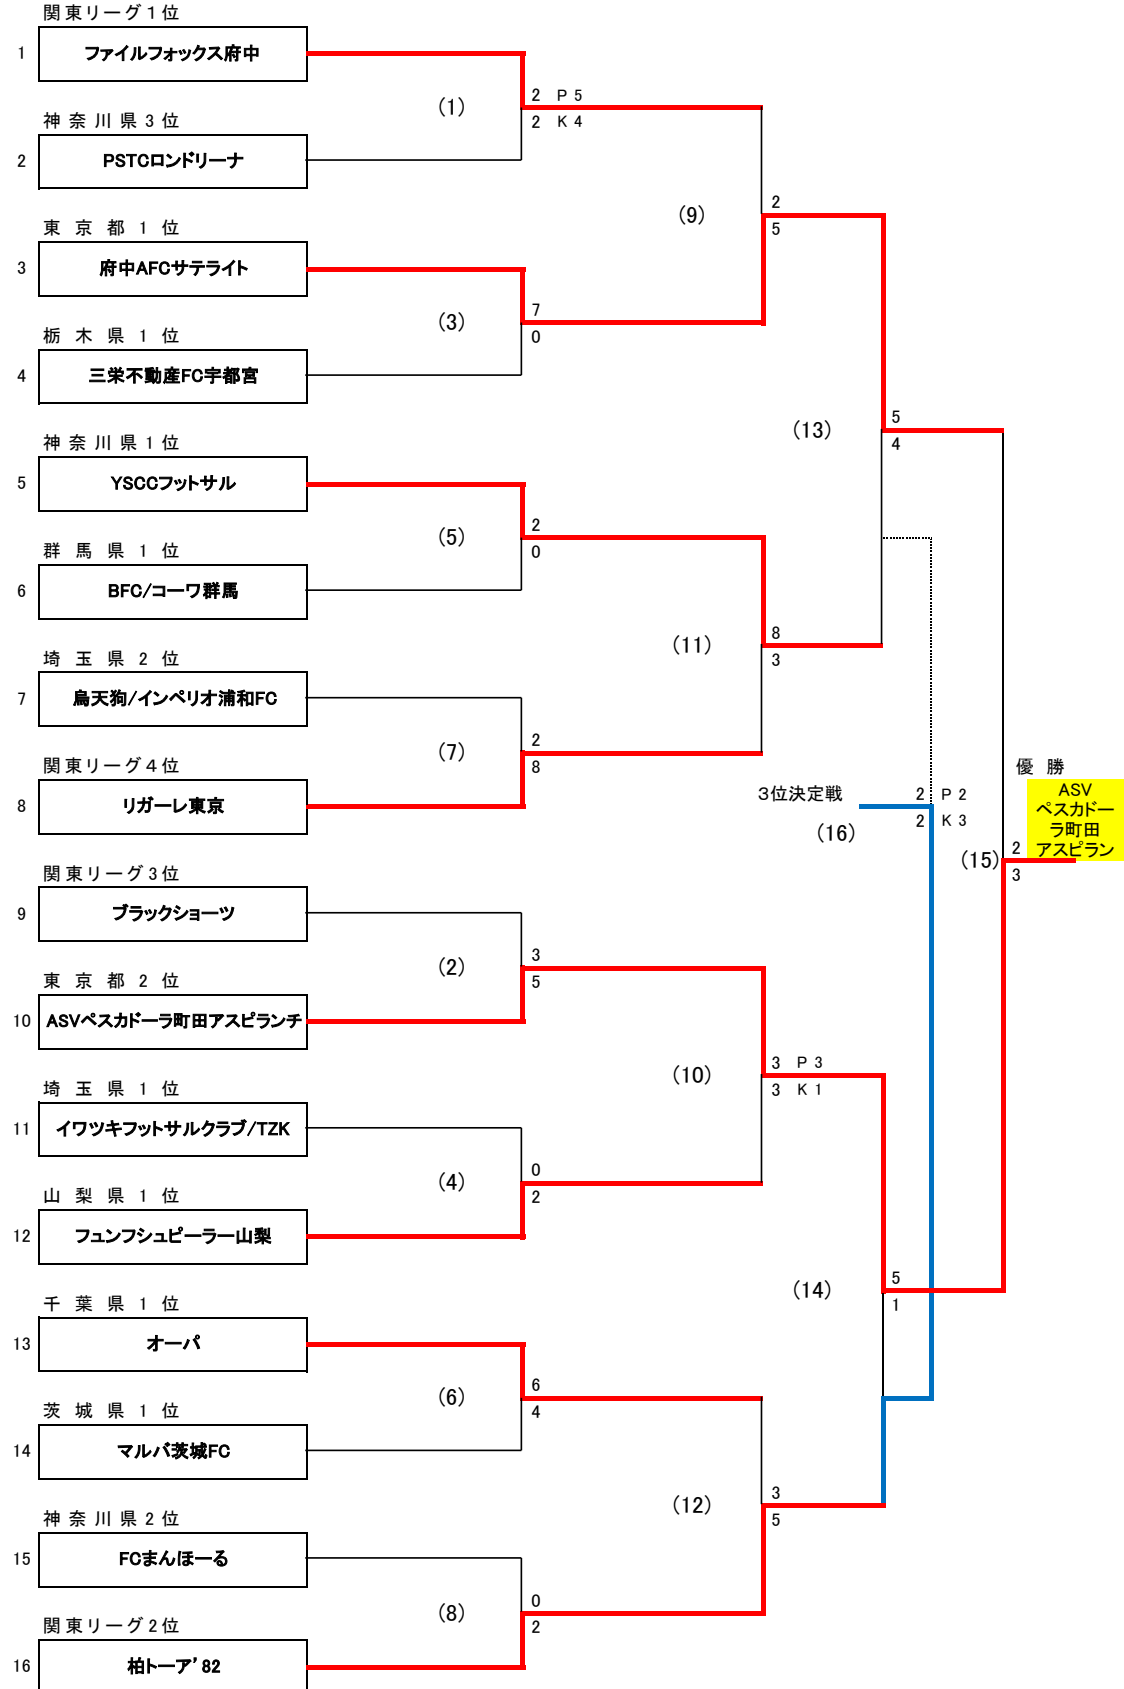 関東リーグ1位
1
ファイルフォックス府中
(1)
2 P 5
2 K 4
神奈川県3位
2
PSTCロンドリーナ
(9)
2
5
東京都1位
3
府中AFCサテライト
(3)
7
0
栃木県1位
4
三栄不動産FC宇都宮
(13)
5
4
神奈川県1位
5
YSCCフットサル
(5)
2
0
群馬県1位
6
BFC/コーワ群馬
(11)
8
3
埼玉県2位
7
烏天狗/インペリオ浦和FC
(7)
2
8
関東リーグ4位
8
リガーレ東京
3位決定戦
(16)
2 P 2
2 K 3
優勝
ASV
ペスカドー
ラ町田
アスピラン
(15)
2
3
関東リーグ3位
9
ブラックショーツ
(2)
3
5
東京都2位
10
ASVペスカドーラ町田アスピランチ
(10)
3 P 3
3 K 1
埼玉県1位
11
イワツキフットサルクラブ/TZK
(4)
0
2
山梨県1位
12
フュンフシュピーラー山梨
(14)
5
1
千葉県1位
13
オーパ
(6)
6
4
茨城県1位
14
マルバ茨城FC
(12)
3
5
神奈川県2位
15
FCまんほーる
(8)
0
2
関東リーグ2位
16
柏トーア’82